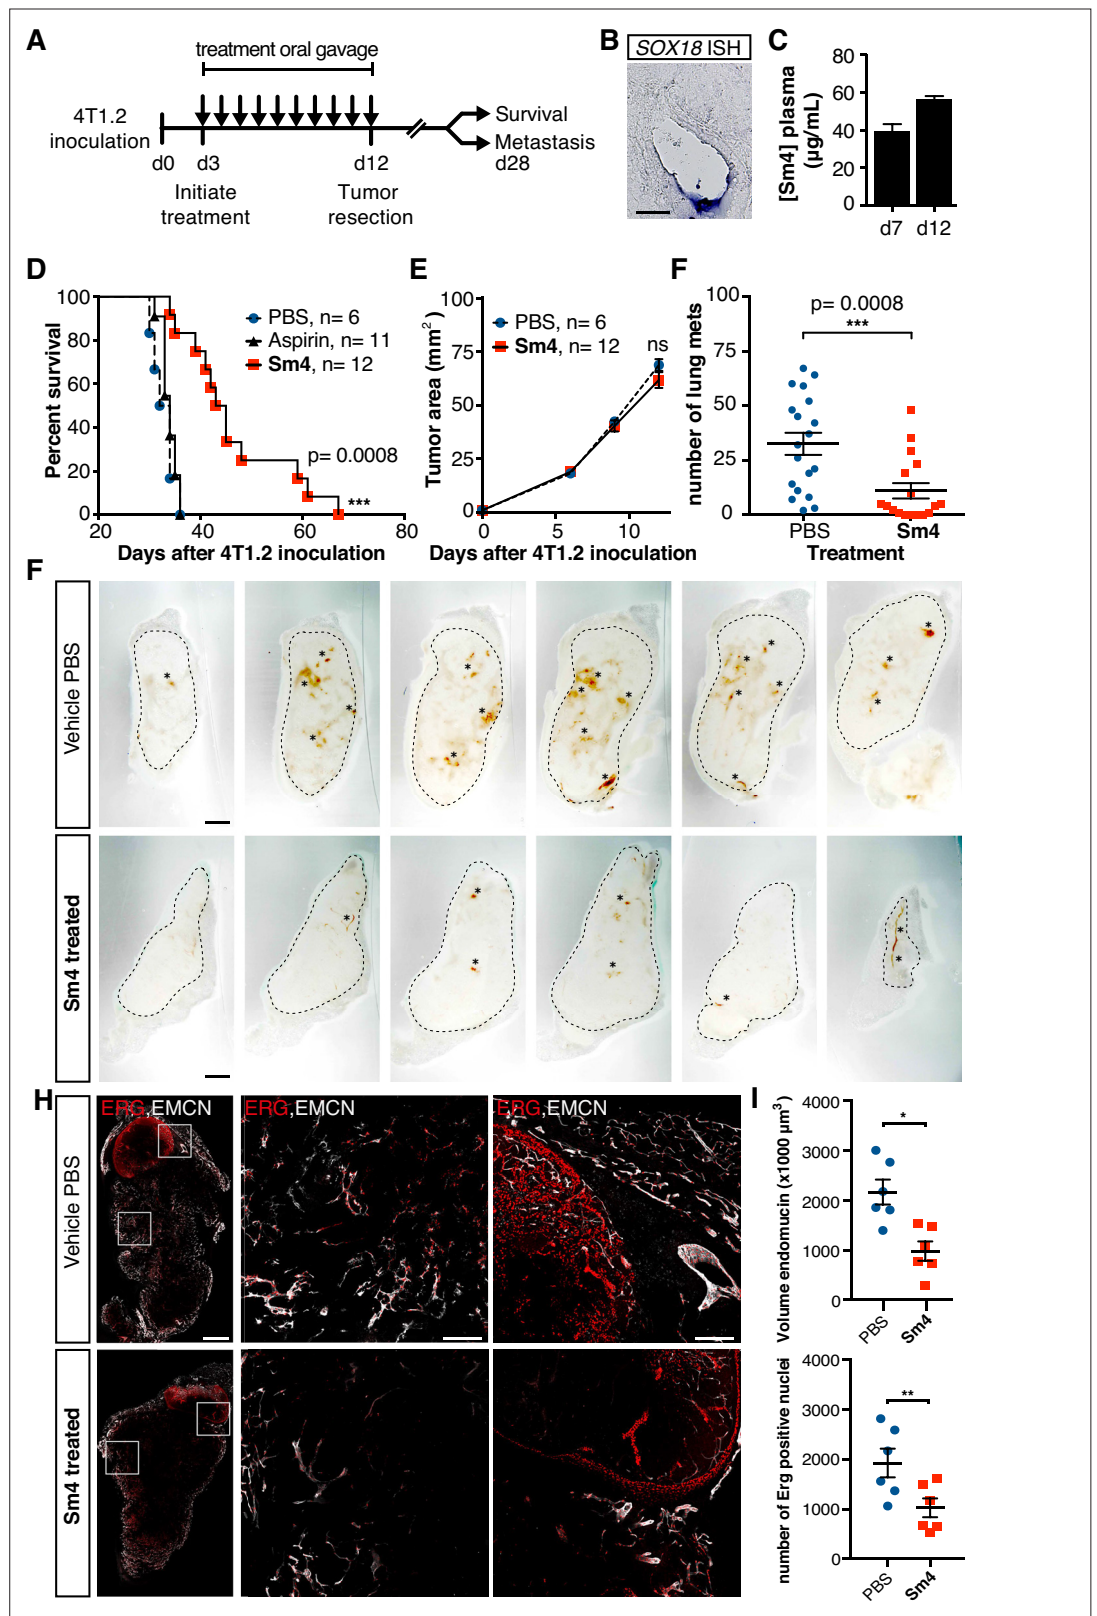 A
treatment oral gavage
4T1.2
inoculation
d0
d3
d12
Initiate
treatment
Tumor
resection
Survival
Metastasis
d28
B
SOX18 ISH
C
[Sm4] plasma
(µg/mL)
80
60
40
20
0
d7
d12
D
Percent survival
100
80
60
40
20
0
PBS, n= 6
Aspirin, n= 11
Sm4, n= 12
p= 0.0008
***
20
40
60
80
Days after 4T1.2 inoculation
E
Tumor area (mm²)
100
75
50
25
0
PBS, n= 6
Sm4, n= 12
ns
0
5
10
Days after 4T1.2 inoculation
F
number of lung mets
100
75
50
25
0
p= 0.0008
***
PBS
Sm4
Treatment
F
Vehicle PBS
* * * * * * * * * * * * * * * * * * * * * *
Sm4 treated
* * * * * * * *
H
Vehicle PBS
ERG,EMCN
ERG,EMCN
ERG,EMCN
Sm4 treated
I
Volume endomucin (x1000 µm³)
4000
3000
2000
1000
0
*
PBS
Sm4
number of Erg positive nuclei
4000
3000
2000
1000
0
**
PBS
Sm4